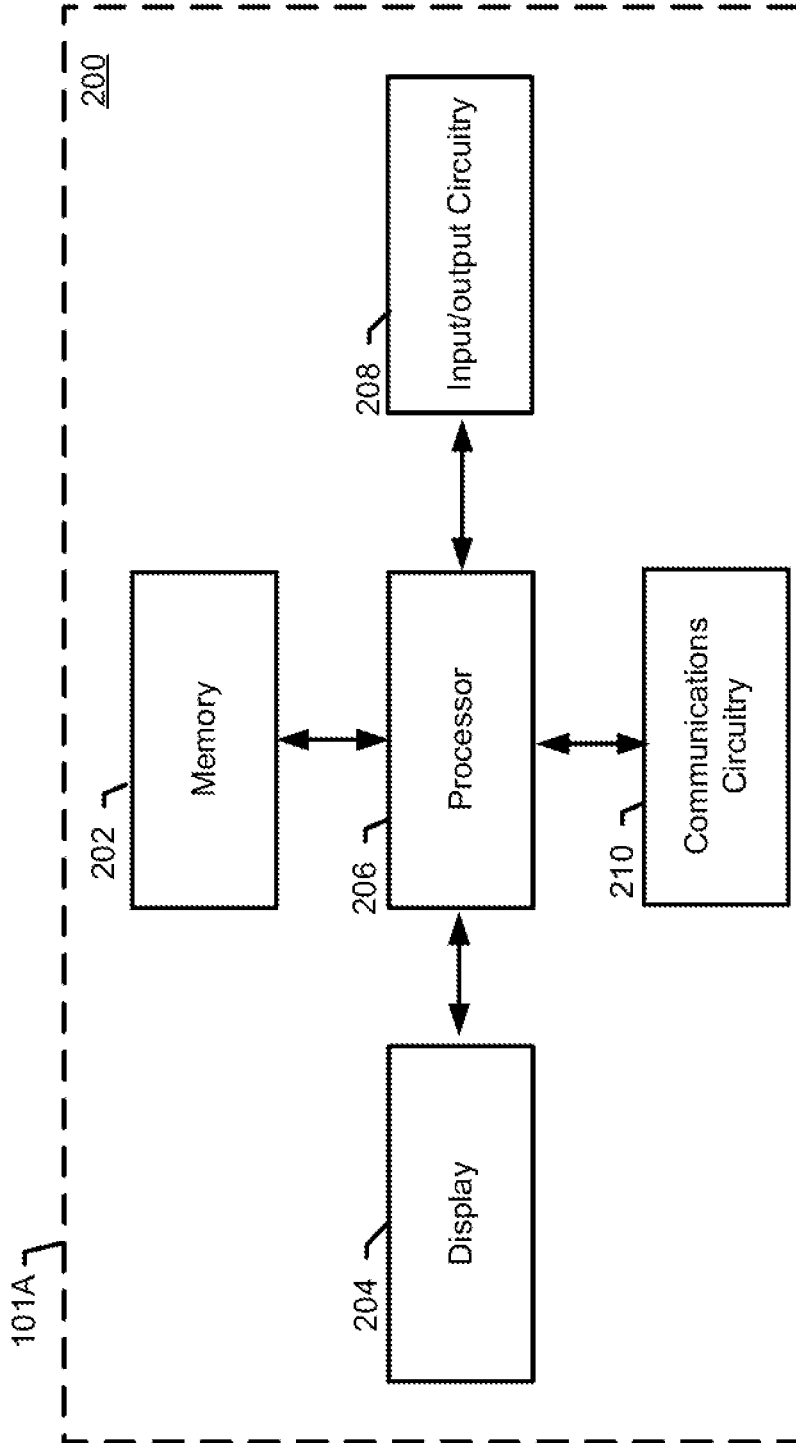 101A
200
202
Memory
204
Display
206
Processor
208
Input/output Circuitry
210
Communications
Circuitry